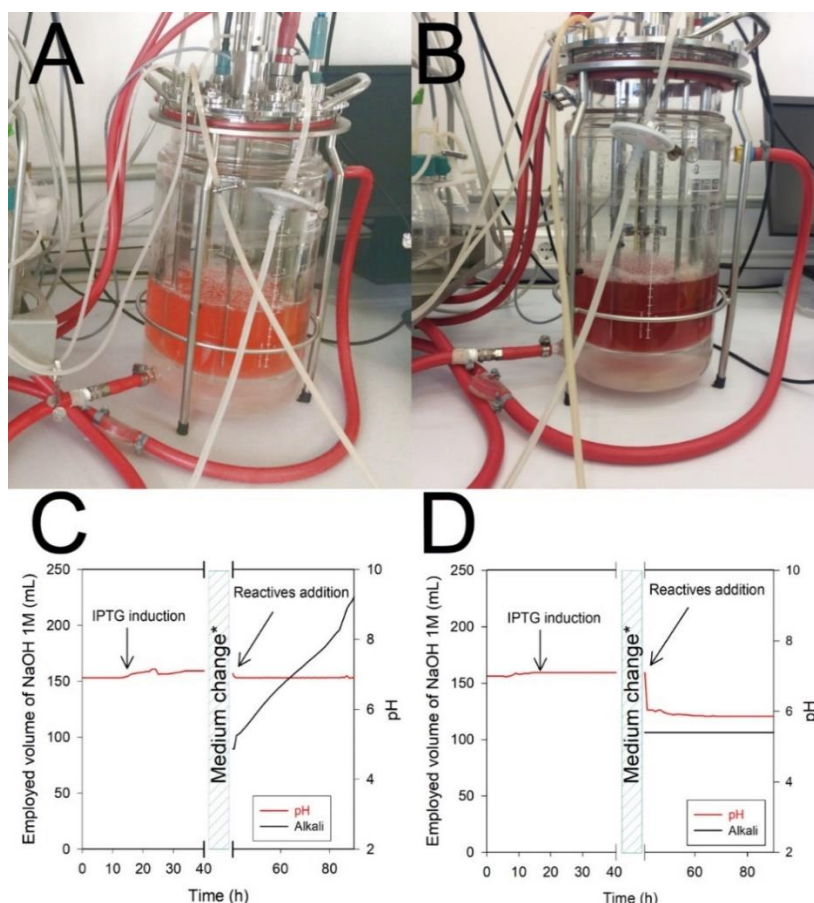 A
B
C
250
200
150
100
50
0
Employed volume of NaOH 1M (mL)
IPTG induction
Medium change*
Reactives addition
10
8
6
4
2
pH
pH
Alkali
0
10
20
30
40
60
80
Time (h)
D
250
200
150
100
50
0
Employed volume of NaOH 1M (mL)
IPTG induction
Medium change*
Reactives addition
10
8
6
4
2
pH
pH
Alkali
0
10
20
30
40
60
80
Time (h)